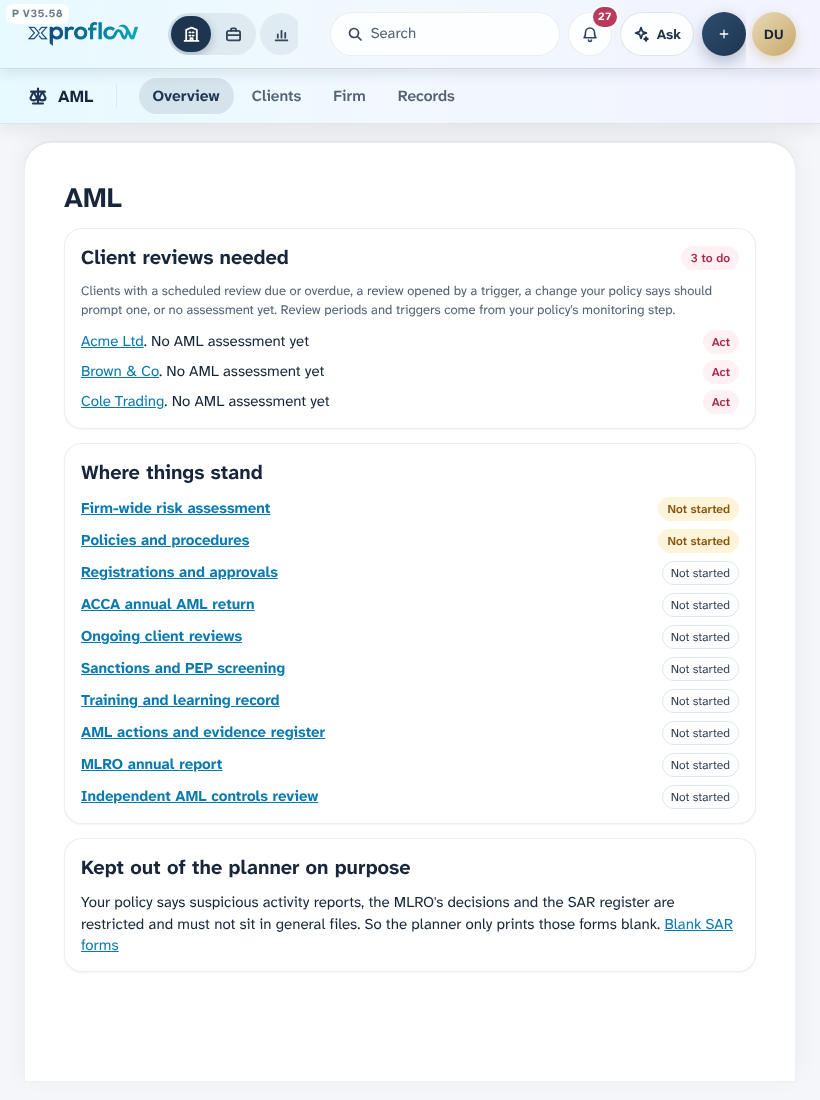 P V35.58
xproflow
Search
27
Ask
+
DU
AML
Overview
Clients
Firm
Records
AML
Client reviews needed
3 to do
Clients with a scheduled review due or overdue, a review opened by a trigger, a change your policy says should
prompt one, or no assessment yet. Review periods and triggers come from your policy's monitoring step.
Acme Ltd. No AML assessment yet
Act
Brown & Co. No AML assessment yet
Act
Cole Trading. No AML assessment yet
Act
Where things stand
Firm-wide risk assessment
Not started
Policies and procedures
Not started
Registrations and approvals
Not started
ACCA annual AML return
Not started
Ongoing client reviews
Not started
Sanctions and PEP screening
Not started
Training and learning record
Not started
AML actions and evidence register
Not started
MLRO annual report
Not started
Independent AML controls review
Not started
Kept out of the planner on purpose
Your policy says suspicious activity reports, the MLRO's decisions and the SAR register are
restricted and must not sit in general files. So the planner only prints those forms blank. Blank SAR
forms